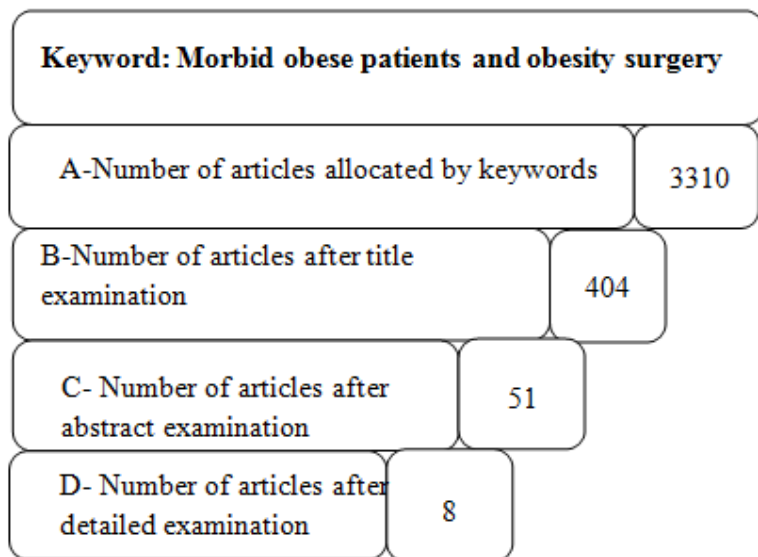 Keyword: Morbid obese patients and obesity surgery
A-Number of articles allocated by keywords
3310
B-Number of articles after title
examination
404
C- Number of articles after
abstract examination
51
D- Number of articles after
detailed examination
8